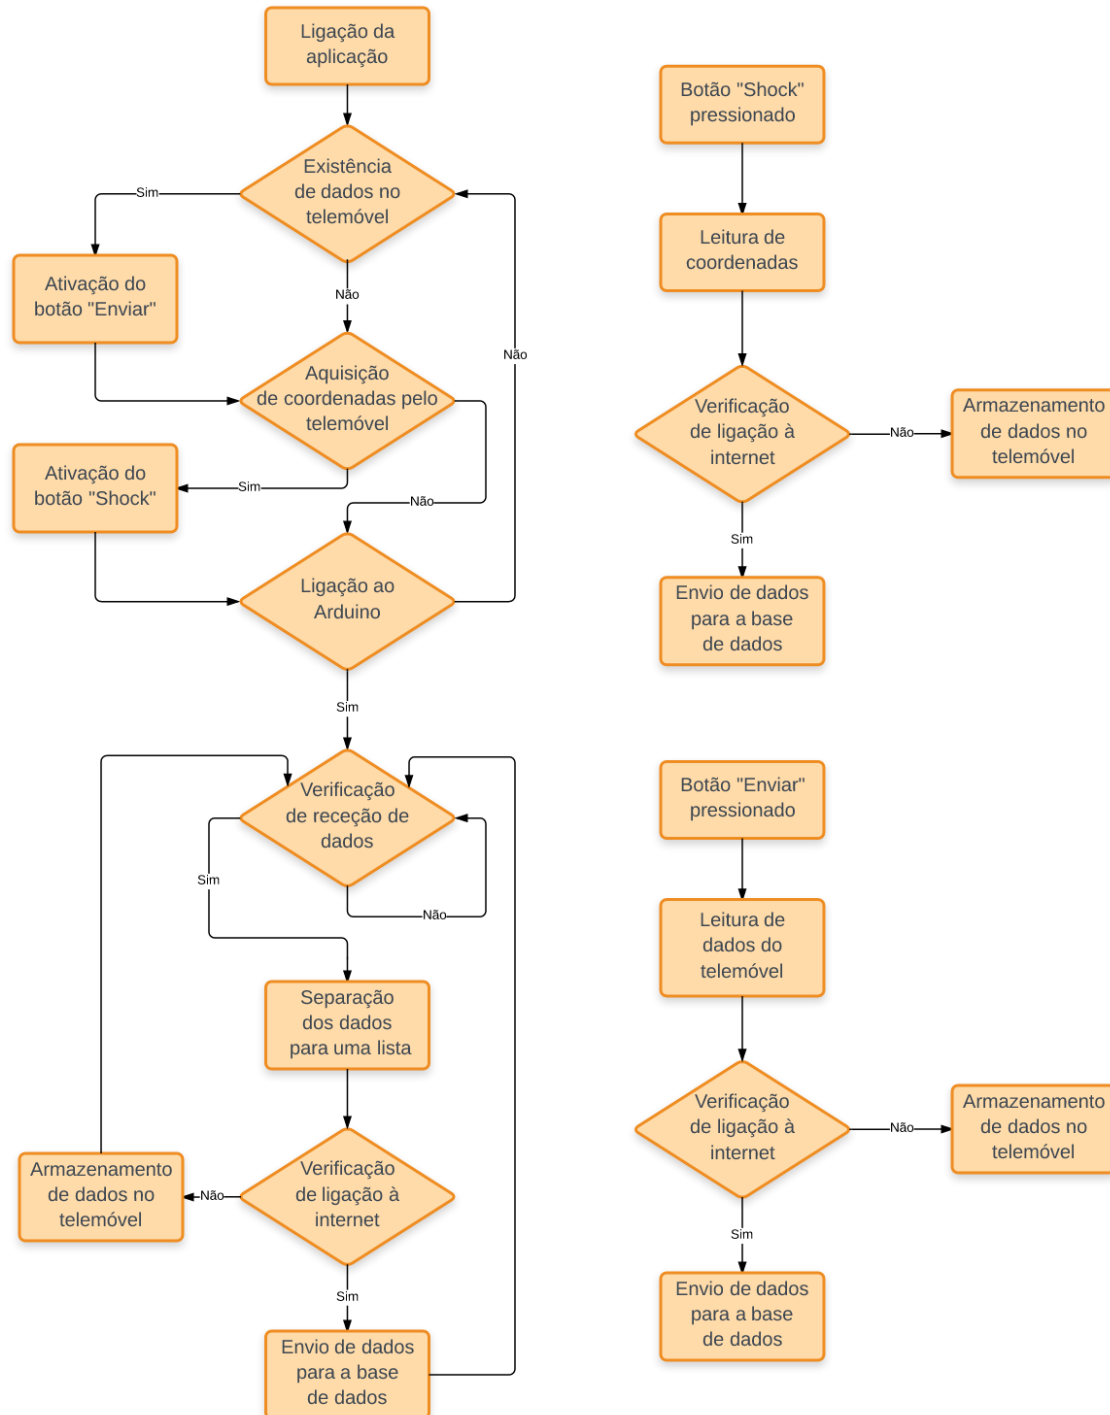 Ligação da
aplicação
Existência
de dados no
telemóvel
Sim
Não
Ativação do
botão "Enviar"
Aquisição
de coordenadas pelo
telemóvel
Sim
Não
Ativação do
botão "Shock"
Ligação ao
Arduino
Não
Sim
Verificação
de receção de
dados
Não
Sim
Separação
dos dados
para uma lista
Verificação
de ligação à
internet
Não
Armazenamento
de dados no
telemóvel
Sim
Envio de dados
para a base
de dados
Botão "Shock"
pressionado
Leitura de
coordenadas
Verificação
de ligação à
internet
Não
Armazenamento
de dados no
telemóvel
Sim
Envio de dados
para a base
de dados
Botão "Enviar"
pressionado
Leitura de
dados do
telemóvel
Verificação
de ligação à
internet
Não
Armazenamento
de dados no
telemóvel
Sim
Envio de dados
para a base
de dados